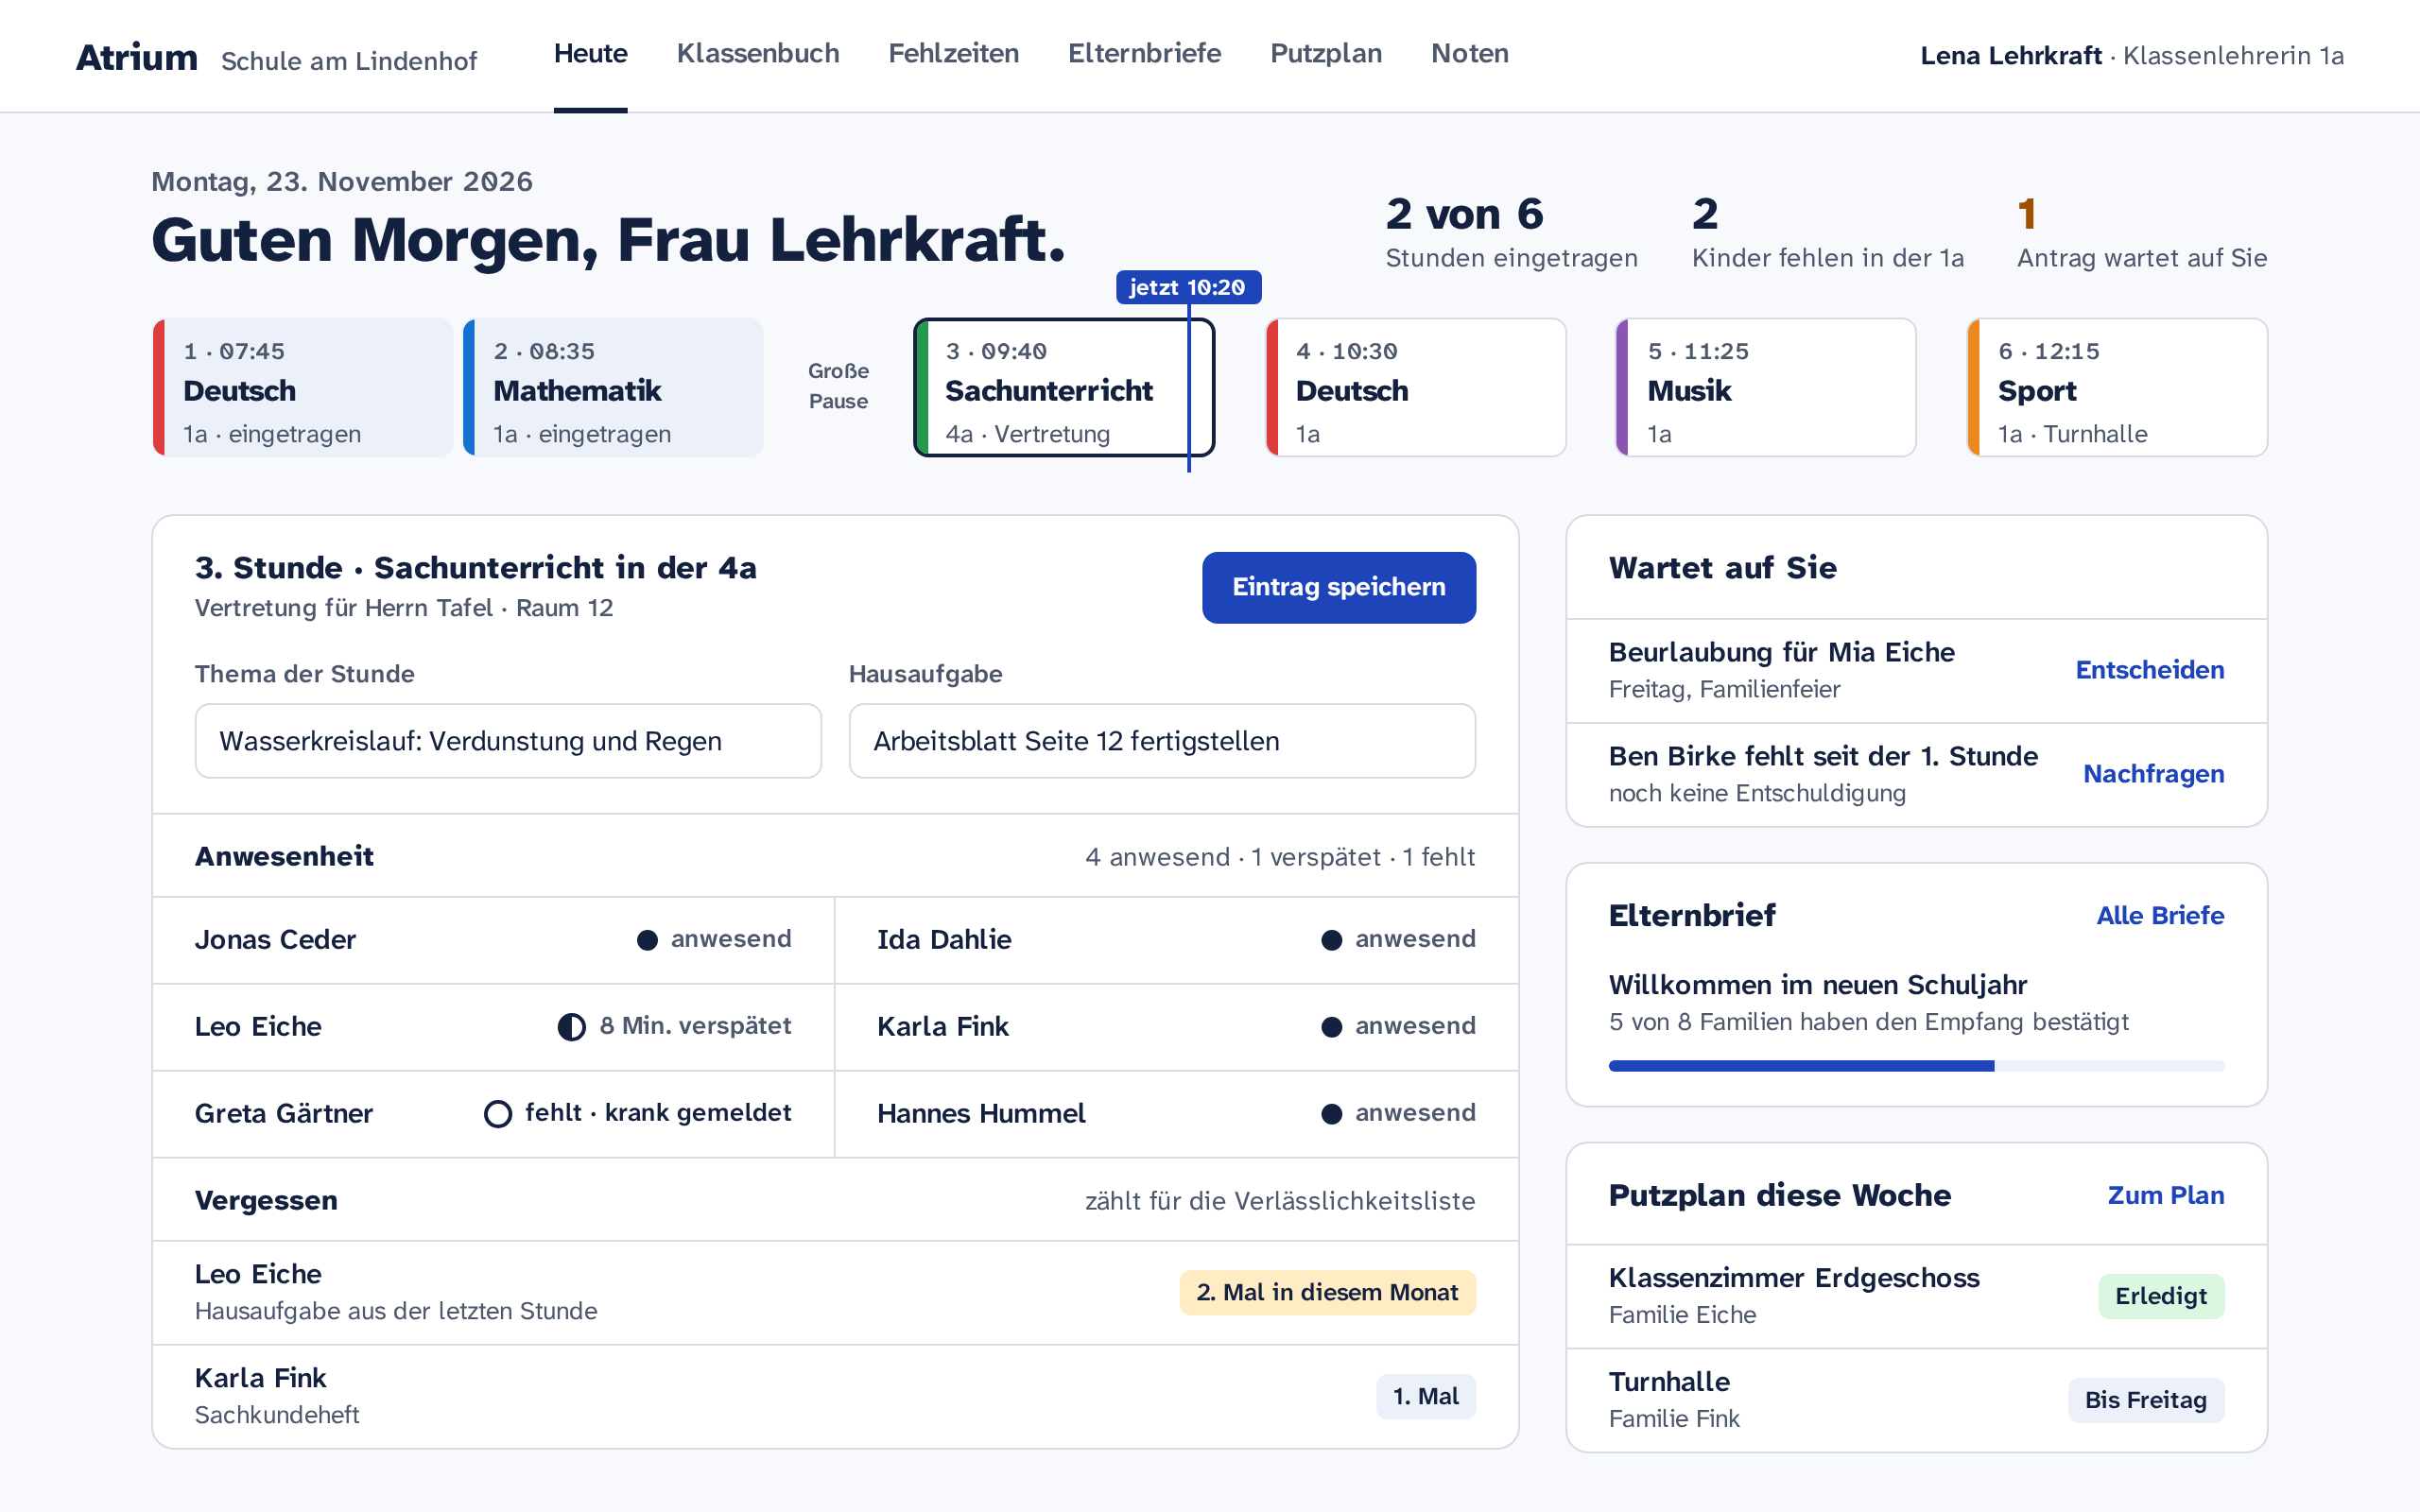 Atrium Schule am Lindenhof Heute Klassenbuch Fehlzeiten Elternbriefe Putzplan Noten Lena Lehrkraft · Klassenlehrerin 1a
Montag, 23. November 2026
Guten Morgen, Frau Lehrkraft.
2 von 6
Stunden eingetragen
2
Kinder fehlen in der 1a
1
Antrag wartet auf Sie
jetzt 10:20
1 · 07:45
Deutsch
1a · eingetragen
2 · 08:35
Mathematik
1a · eingetragen
Große
Pause
3 · 09:40
Sachunterricht
4a · Vertretung
4 · 10:30
Deutsch
1a
5 · 11:25
Musik
1a
6 · 12:15
Sport
1a · Turnhalle
3. Stunde · Sachunterricht in der 4a
Vertretung für Herrn Tafel · Raum 12
Eintrag speichern
Thema der Stunde
Wasserkreislauf: Verdunstung und Regen
Hausaufgabe
Arbeitsblatt Seite 12 fertigstellen
Anwesenheit 4 anwesend · 1 verspätet · 1 fehlt
Jonas Ceder anwesend
Ida Dahlie anwesend
Leo Eiche 8 Min. verspätet
Karla Fink anwesend
Greta Gärtner fehlt · krank gemeldet
Hannes Hummel anwesend
Vergessen zählt für die Verlässlichkeitsliste
Leo Eiche
Hausaufgabe aus der letzten Stunde
2. Mal in diesem Monat
Karla Fink
Sachkundeheft
1. Mal
Wartet auf Sie
Beurlaubung für Mia Eiche
Freitag, Familienfeier
Entscheiden
Ben Birke fehlt seit der 1. Stunde
noch keine Entschuldigung
Nachfragen
Elternbrief Alle Briefe
Willkommen im neuen Schuljahr
5 von 8 Familien haben den Empfang bestätigt
Putzplan diese Woche Zum Plan
Klassenzimmer Erdgeschoss
Familie Eiche
Erledigt
Turnhalle
Familie Fink
Bis Freitag